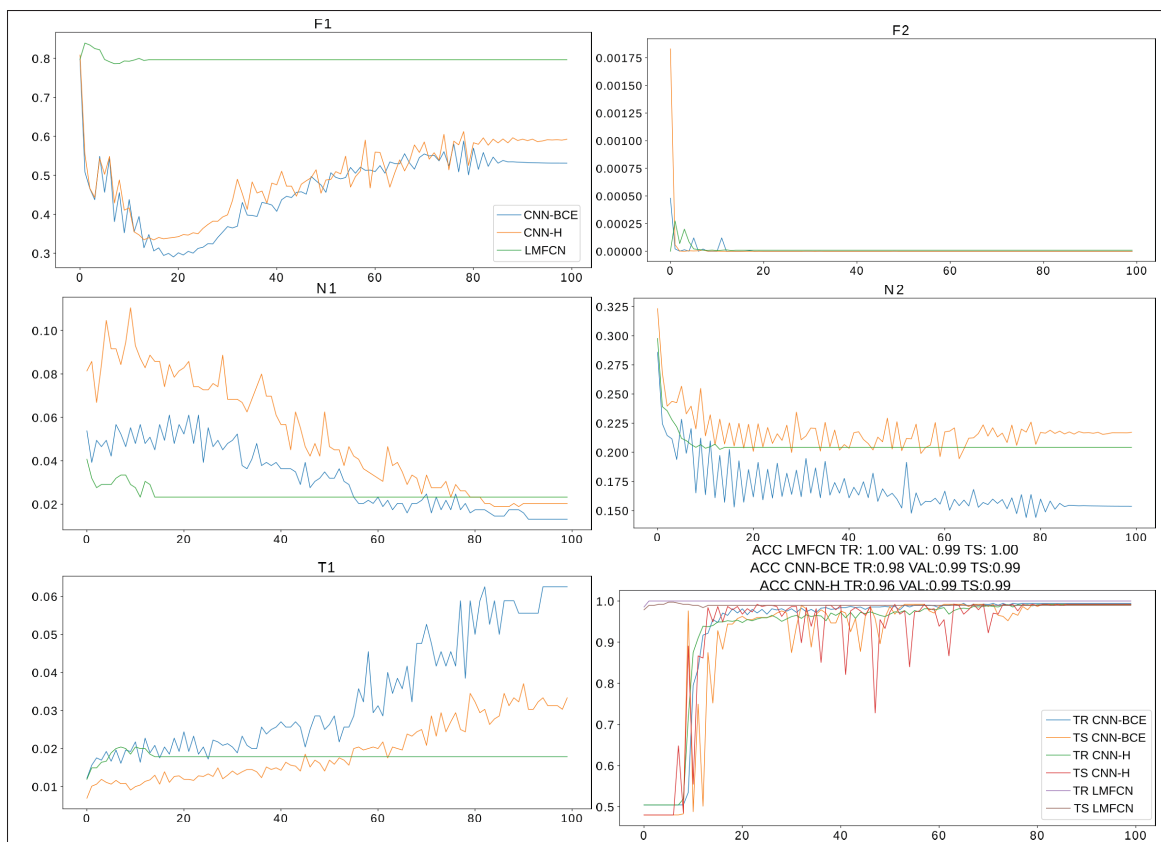 F1
0.8
0.7
0.6
0.5
0.4
0.3
0 20 40 60 80 100
CNN-BCE
CNN-H
LMFCN
F2
0.00175
0.00150
0.00125
0.00100
0.00075
0.00050
0.00025
0.00000
0 20 40 60 80 100
N1
0.10
0.08
0.06
0.04
0.02
0 20 40 60 80 100
N2
0.325
0.300
0.275
0.250
0.225
0.200
0.175
0.150
0 20 40 60 80 100
T1
0.06
0.05
0.04
0.03
0.02
0.01
0 20 40 60 80 100
ACC LMFCN TR: 1.00 VAL: 0.99 TS: 1.00
ACC CNN-BCE TR:0.98 VAL:0.99 TS:0.99
ACC CNN-H TR:0.96 VAL:0.99 TS:0.99
1.0
0.9
0.8
0.7
0.6
0.5
0 20 40 60 80 100
TR CNN-BCE
TS CNN-BCE
TR CNN-H
TS CNN-H
TR LMFCN
TS LMFCN